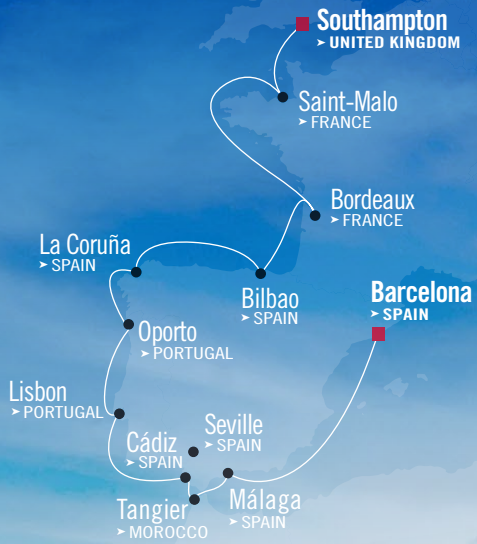 Southampton
➤ UNITED KINGDOM
Saint-Malo
➤ FRANCE
Bordeaux
➤ FRANCE
La Coruña
➤ SPAIN
Bilbao
➤ SPAIN
Barcelona
➤ SPAIN
Oporto
➤ PORTUGAL
Lisbon
➤ PORTUGAL
Seville
➤ SPAIN
Cádiz
➤ SPAIN
Málaga
➤ SPAIN
Tangier
➤ MOROCCO